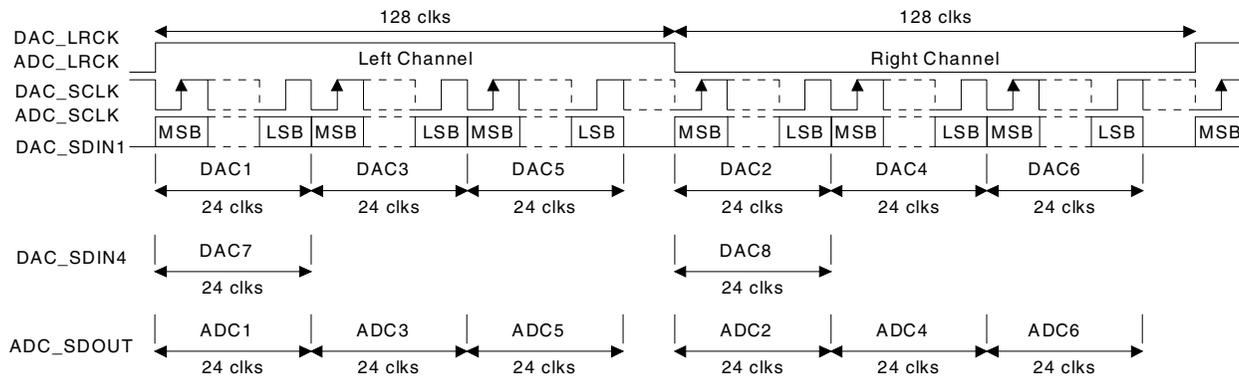 128 clks 128 clks
DAC_LRCK
ADC_LRCK Left Channel Right Channel
DAC_SCLK
ADC_SCLK
MSB LSB MSB LSB MSB LSB MSB LSB MSB LSB MSB LSB MSB
DAC_SDIN1
DAC1 DAC3 DAC5 DAC2 DAC4 DAC6
24 clks 24 clks 24 clks 24 clks 24 clks 24 clks
DAC_SDIN4 DAC7 DAC8
24 clks 24 clks
ADC_SDOUT ADC1 ADC3 ADC5 ADC2 ADC4 ADC6
24 clks 24 clks 24 clks 24 clks 24 clks 24 clks